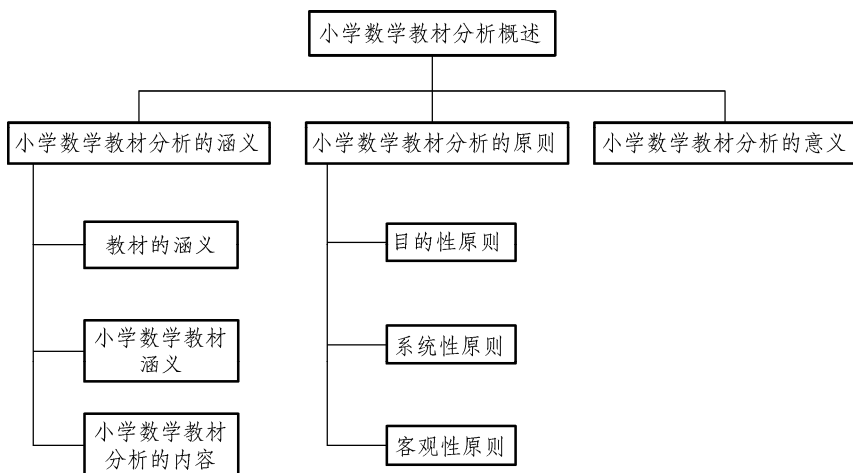 小学数学教材分析概述
小学数学教材分析的涵义
小学数学教材分析的原则
小学数学教材分析的意义
教材的涵义
目的性原则
小学数学教材
涵义
系统性原则
小学数学教材
分析的内容
客观性原则